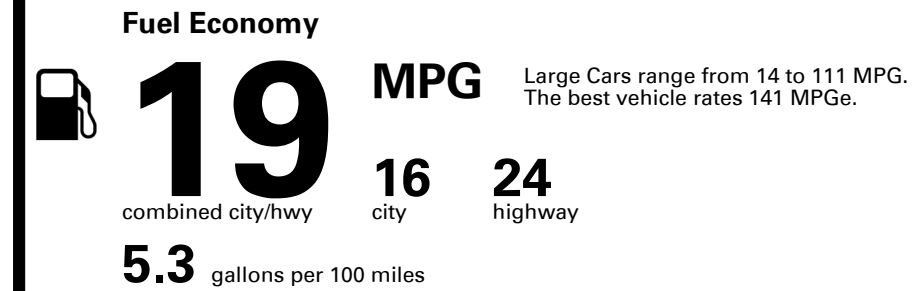 Fuel Economy
19 MPG
Large Cars range from 14 to 111 MPG.
The best vehicle rates 141 MPGe.
combined city/hwy
16
city
24
highway
5.3 gallons per 100 miles